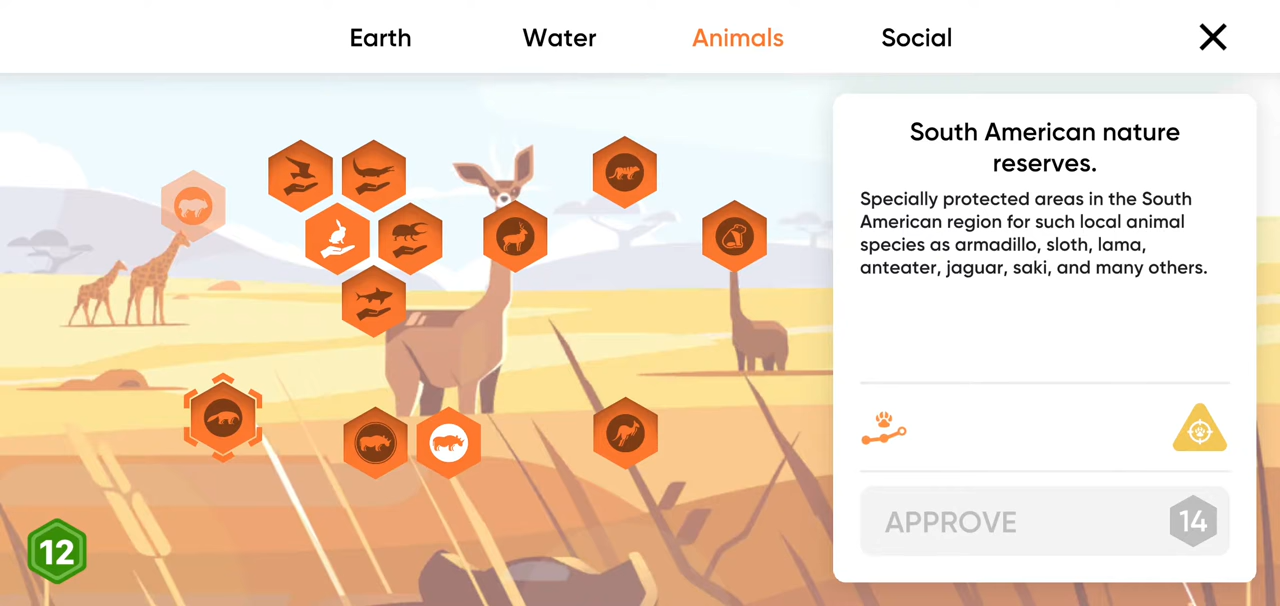 Earth Water Animals Social
South American nature
reserves.
Specially protected areas in the South
American region for such local animal
species as armadillo, sloth, lama,
anteater, jaguar, saki, and many others.
APPROVE 14
12